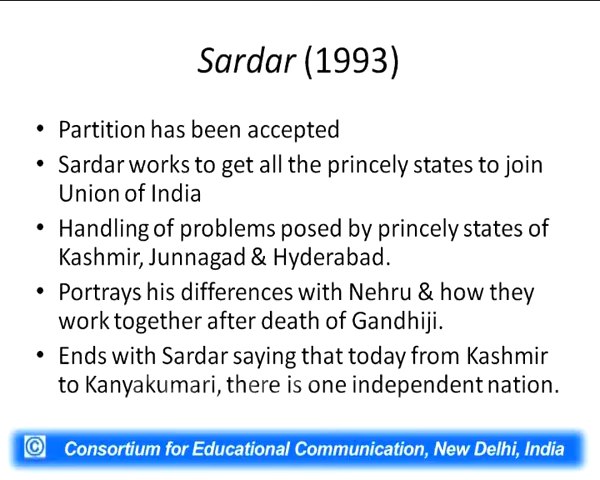 Sardar (1993)
• Partition has been accepted
• Sardar works to get all the princely states to join
Union of India
• Handling of problems posed by princely states of
Kashmir, Junnagad & Hyderabad.
• Portrays his differences with Nehru & how they
work together after death of Gandhiji.
• Ends with Sardar saying that today from Kashmir
to Kanyakumari, there is one independent nation.
© Consortium for Educational Communication, New Delhi, India